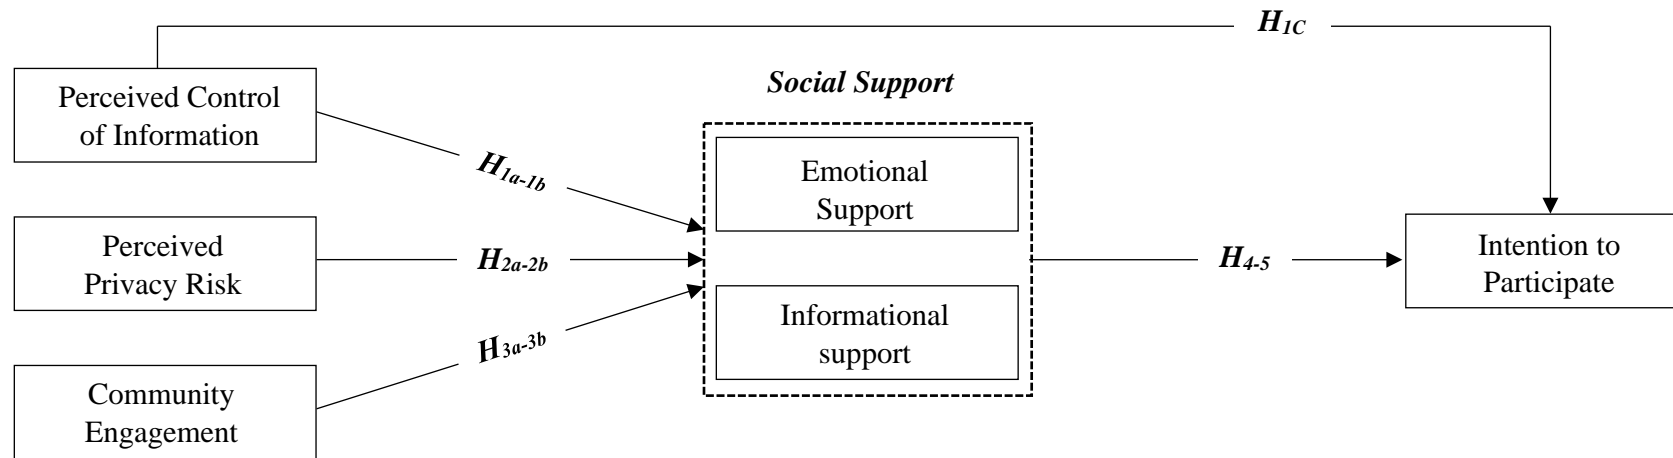 H1C
Perceived Control
of Information
Social Support
H1a-1b
Emotional
Support
Perceived
Privacy Risk
H2a-2b
H4-5
Intention to
Participate
Informational
support
H3a-3b
Community
Engagement